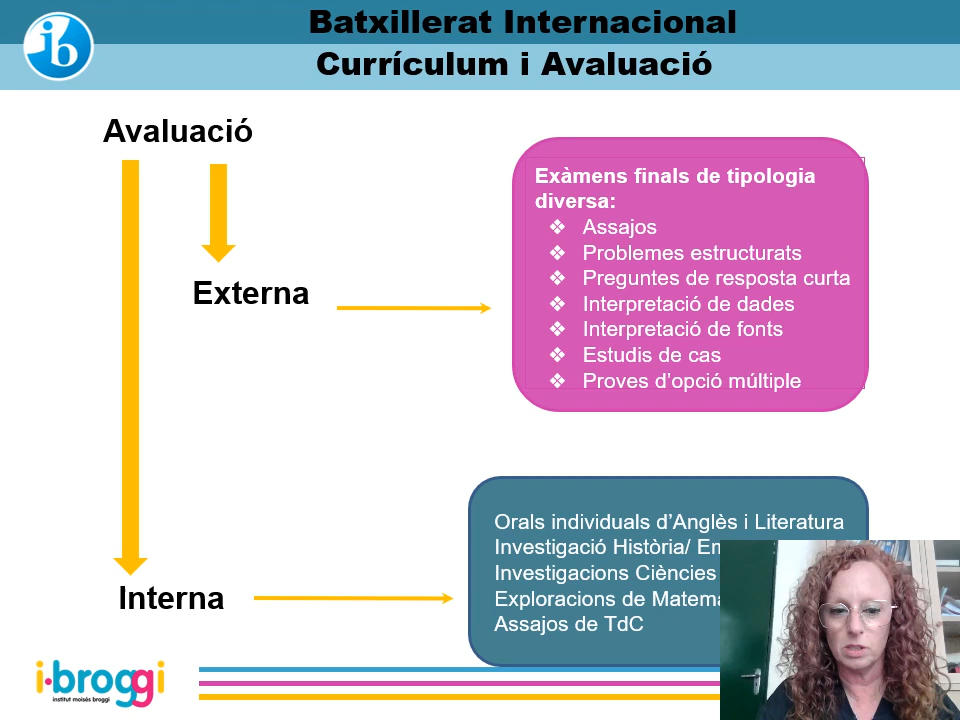 Batxillerat Internacional
Currículum i Avaluació
ib
Avaluació
Externa
Exàmens finals de tipologia
diversa:
❖ Assajos
❖ Problemes estructurats
❖ Preguntes de resposta curta
❖ Interpretació de dades
❖ Interpretació de fonts
❖ Estudis de cas
❖ Proves d'opció múltiple
Interna
Orals individuals d'Anglès i Literatura
Investigació Història/
Investigacions Ciències
Exploracions de
Assajos de TdC
i·broggi
institut moisès broggi